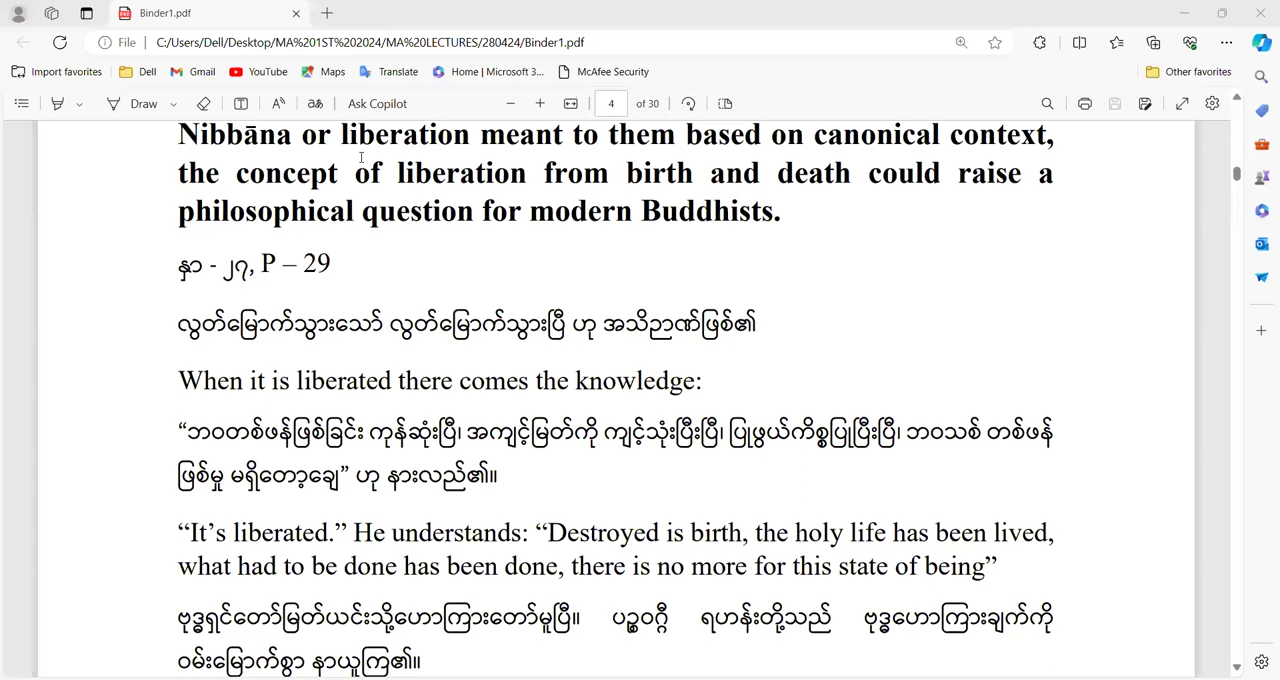 Binder1.pdf
File C:/Users/Dell/Desktop/MA%201ST%202024/MA%20LECTURES/280424/Binder1.pdf
Import favorites Dell Gmail YouTube Maps Translate Home | Microsoft 3... McAfee Security Other favorites
Draw aあ Ask Copilot 4 of 30
Nibbāna or liberation meant to them based on canonical context,
the concept of liberation from birth and death could raise a
philosophical question for modern Buddhists.
နှာ - ၂၇, P – 29
လွတ်မြောက်သွားသော် လွတ်မြောက်သွားပြီ ဟု အသိဉာဏ်ဖြစ်၏
When it is liberated there comes the knowledge:
“ဘဝတစ်ဖန်ဖြစ်ခြင်း ကုန်ဆုံးပြီ၊ အကျင့်မြတ်ကို ကျင့်သုံးပြီးပြီ၊ ပြုဖွယ်ကိစ္စပြုပြီးပြီ၊ ဘဝသစ် တစ်ဖန်
ဖြစ်မှု မရှိတော့ချေ” ဟု နားလည်၏။
“It’s liberated.” He understands: “Destroyed is birth, the holy life has been lived,
what had to be done has been done, there is no more for this state of being”
ဗုဒ္ဓရှင်တော်မြတ်ယင်းသို့ဟောကြားတော်မူပြီ။ ပဉ္စဝဂ္ဂီ ရဟန်းတို့သည် ဗုဒ္ဓဟောကြားချက်ကို
ဝမ်းမြောက်စွာ နာယူကြ၏။